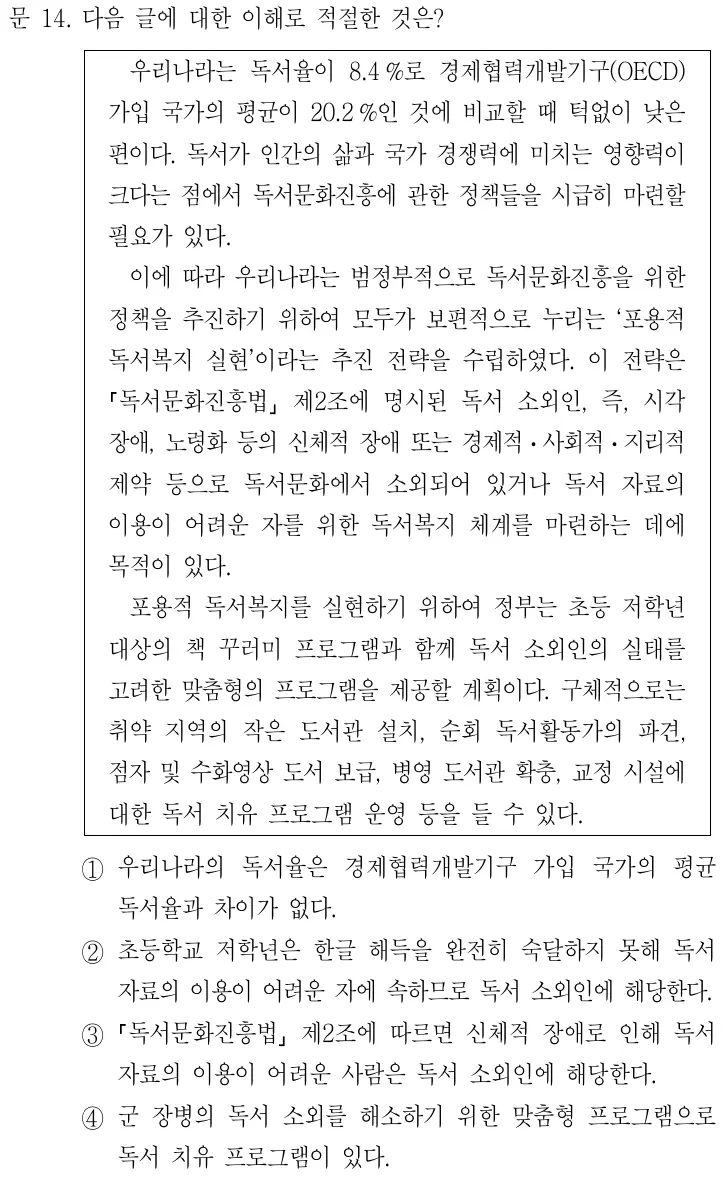 문 14. 다음 글에 대한 이해로 적절한 것은?
우리나라는 독서율이 8.4 %로 경제협력개발기구(OECD)
가입 국가의 평균이 20.2 %인 것에 비교할 때 턱없이 낮은
편이다. 독서가 인간의 삶과 국가 경쟁력에 미치는 영향력이
크다는 점에서 독서문화진흥에 관한 정책들을 시급히 마련할
필요가 있다.
이에 따라 우리나라는 범정부적으로 독서문화진흥을 위한
정책을 추진하기 위하여 모두가 보편적으로 누리는 ‘포용적
독서복지 실현’이라는 추진 전략을 수립하였다. 이 전략은
「독서문화진흥법」 제2조에 명시된 독서 소외인, 즉, 시각
장애, 노령화 등의 신체적 장애 또는 경제적·사회적·지리적
제약 등으로 독서문화에서 소외되어 있거나 독서 자료의
이용이 어려운 자를 위한 독서복지 체계를 마련하는 데에
목적이 있다.
포용적 독서복지를 실현하기 위하여 정부는 초등 저학년
대상의 책 꾸러미 프로그램과 함께 독서 소외인의 실태를
고려한 맞춤형의 프로그램을 제공할 계획이다. 구체적으로는
취약 지역의 작은 도서관 설치, 순회 독서활동가의 파견,
점자 및 수화영상 도서 보급, 병영 도서관 확충, 교정 시설에
대한 독서 치유 프로그램 운영 등을 들 수 있다.
① 우리나라의 독서율은 경제협력개발기구 가입 국가의 평균
독서율과 차이가 없다.
② 초등학교 저학년은 한글 해득을 완전히 숙달하지 못해 독서
자료의 이용이 어려운 자에 속하므로 독서 소외인에 해당한다.
③ 「독서문화진흥법」 제2조에 따르면 신체적 장애로 인해 독서
자료의 이용이 어려운 사람은 독서 소외인에 해당한다.
④ 군 장병의 독서 소외를 해소하기 위한 맞춤형 프로그램으로
독서 치유 프로그램이 있다.